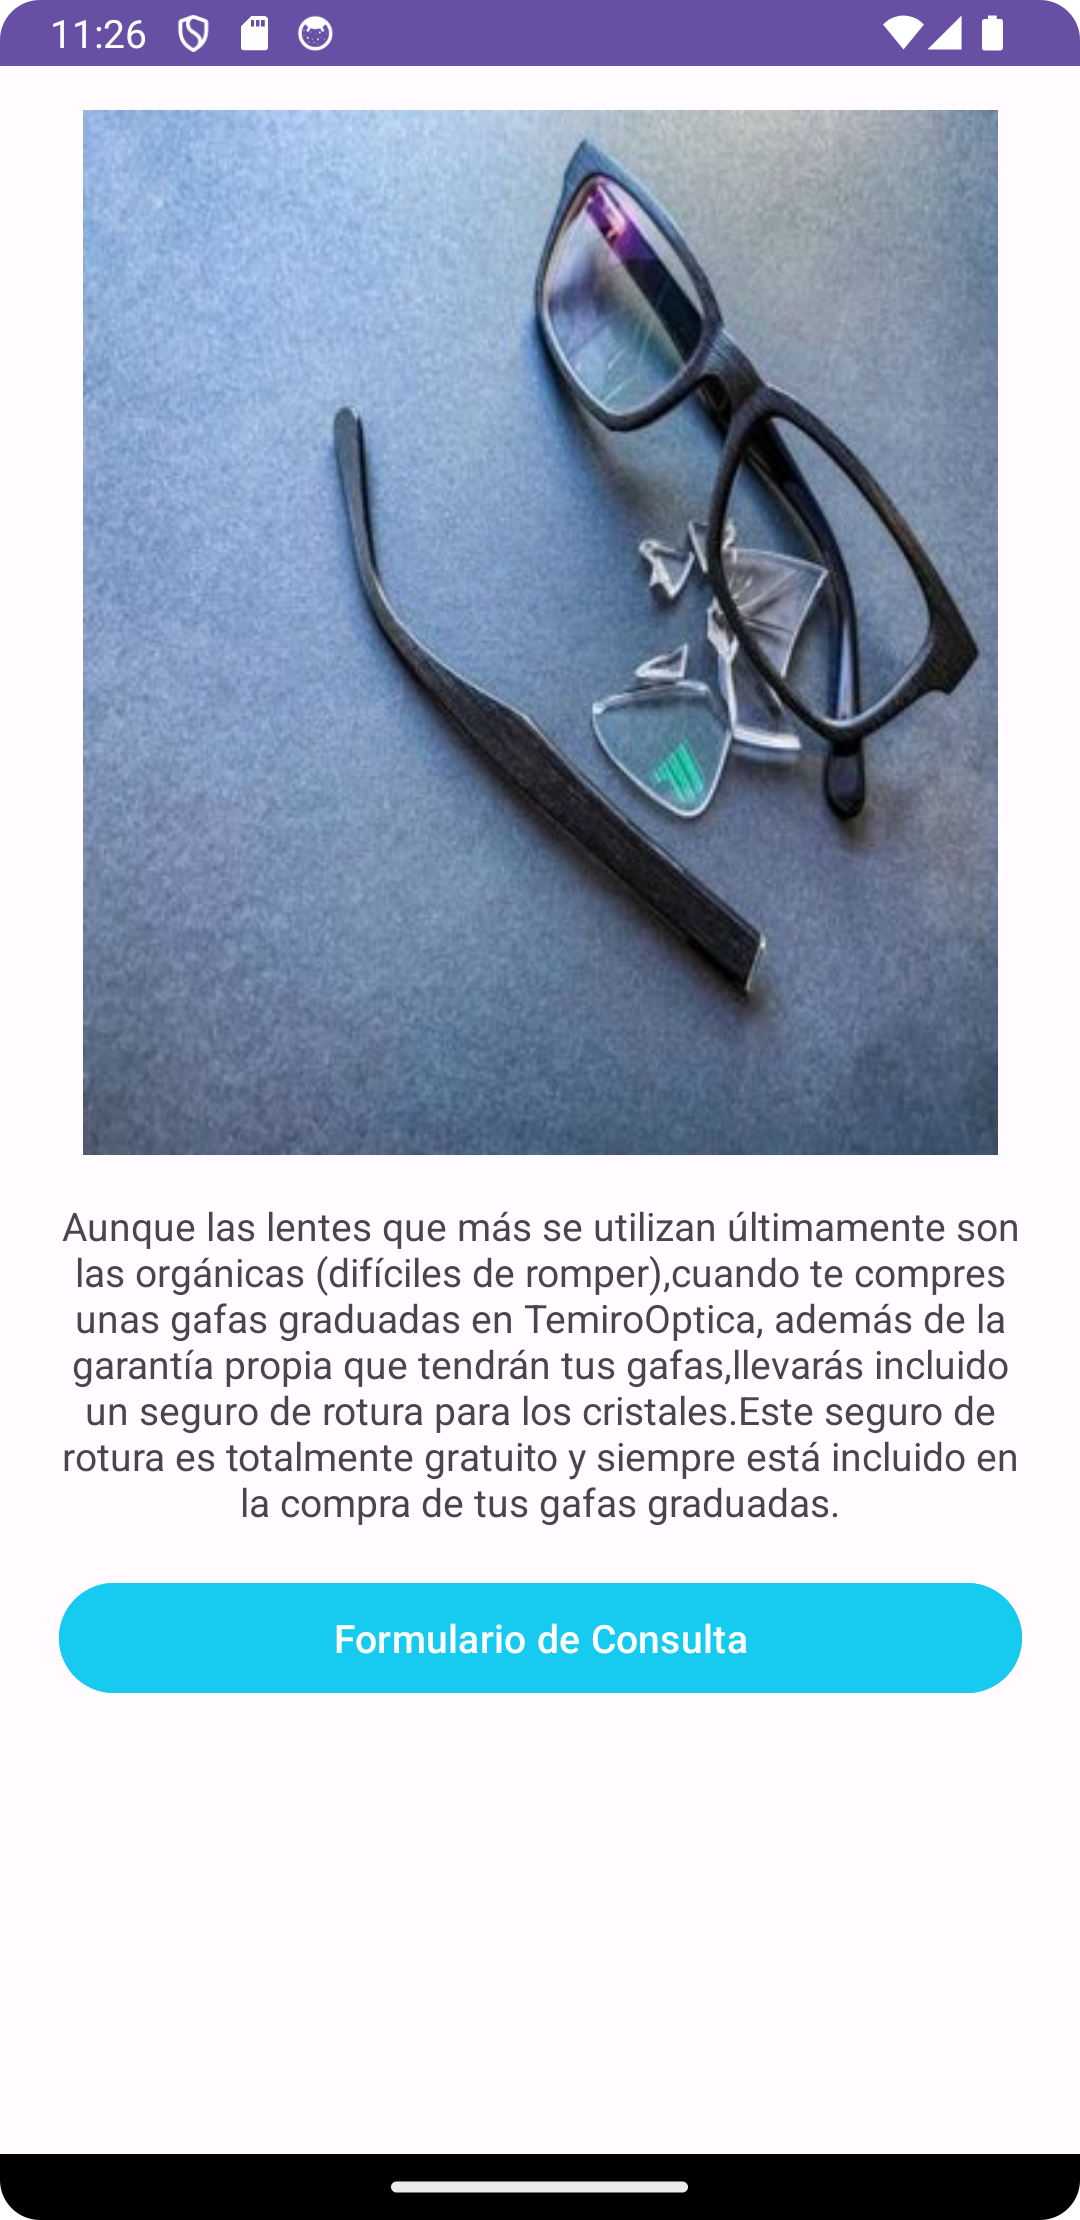 11:26
Aunque las lentes que más se utilizan últimamente son
las orgánicas (difíciles de romper),cuando te compres
unas gafas graduadas en TemiroOptica, además de la
garantía propia que tendrán tus gafas,llevarás incluido
un seguro de rotura para los cristales.Este seguro de
rotura es totalmente gratuito y siempre está incluido en
la compra de tus gafas graduadas.
Formulario de Consulta